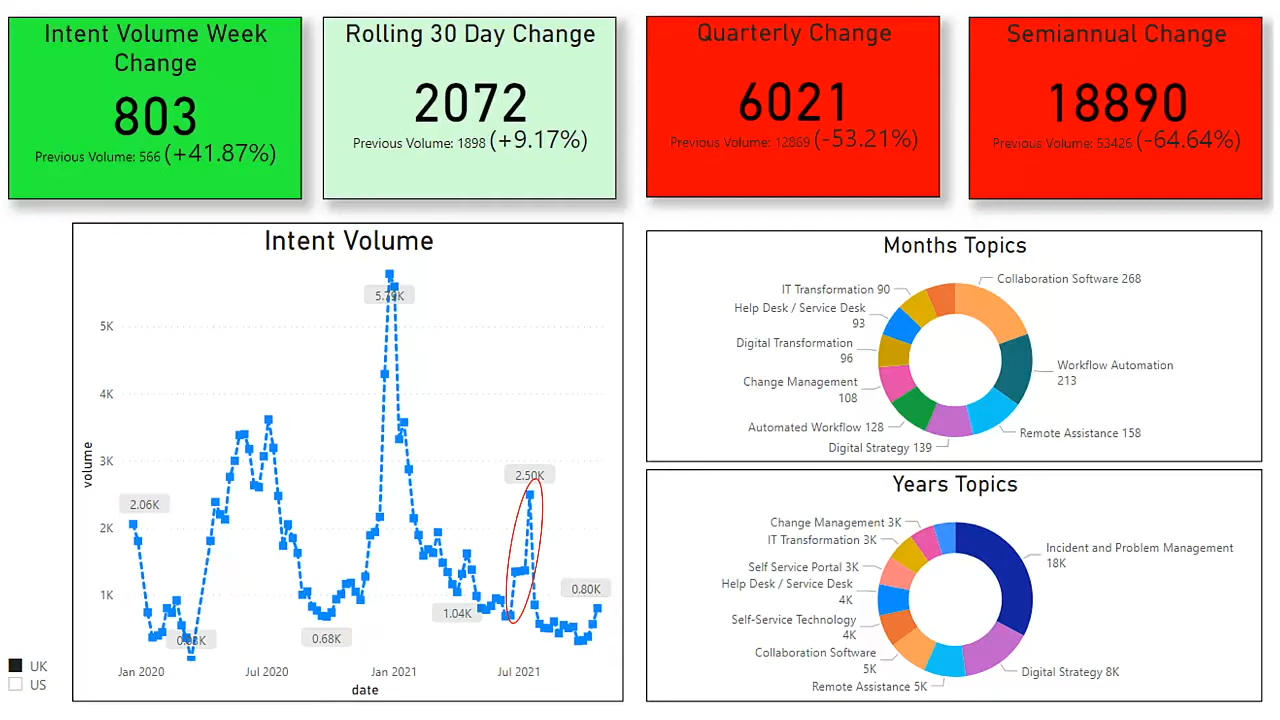 Intent Volume Week
Change
803
Previous Volume: 566 (+41.87%)
Rolling 30 Day Change
2072
Previous Volume: 1898 (+9.17%)
Quarterly Change
6021
Previous Volume: 12869 (-53.21%)
Semiannual Change
18890
Previous Volume: 53426 (-64.64%)
Intent Volume
5K
4K
3K
2K
1K
volume
2.06K
0.68K
5.79K
1.04K
2.50K
0.80K
Jan 2020
Jul 2020
Jan 2021
Jul 2021
date
UK
US
Months Topics
Collaboration Software 268
Workflow Automation
213
Remote Assistance 158
Digital Strategy 139
Automated Workflow 128
Change Management
108
Digital Transformation
96
Help Desk / Service Desk
93
IT Transformation 90
Years Topics
Incident and Problem Management
18K
Digital Strategy 8K
Remote Assistance 5K
Collaboration Software
5K
Self-Service Technology
4K
Help Desk / Service Desk
4K
Self Service Portal 3K
IT Transformation 3K
Change Management 3K